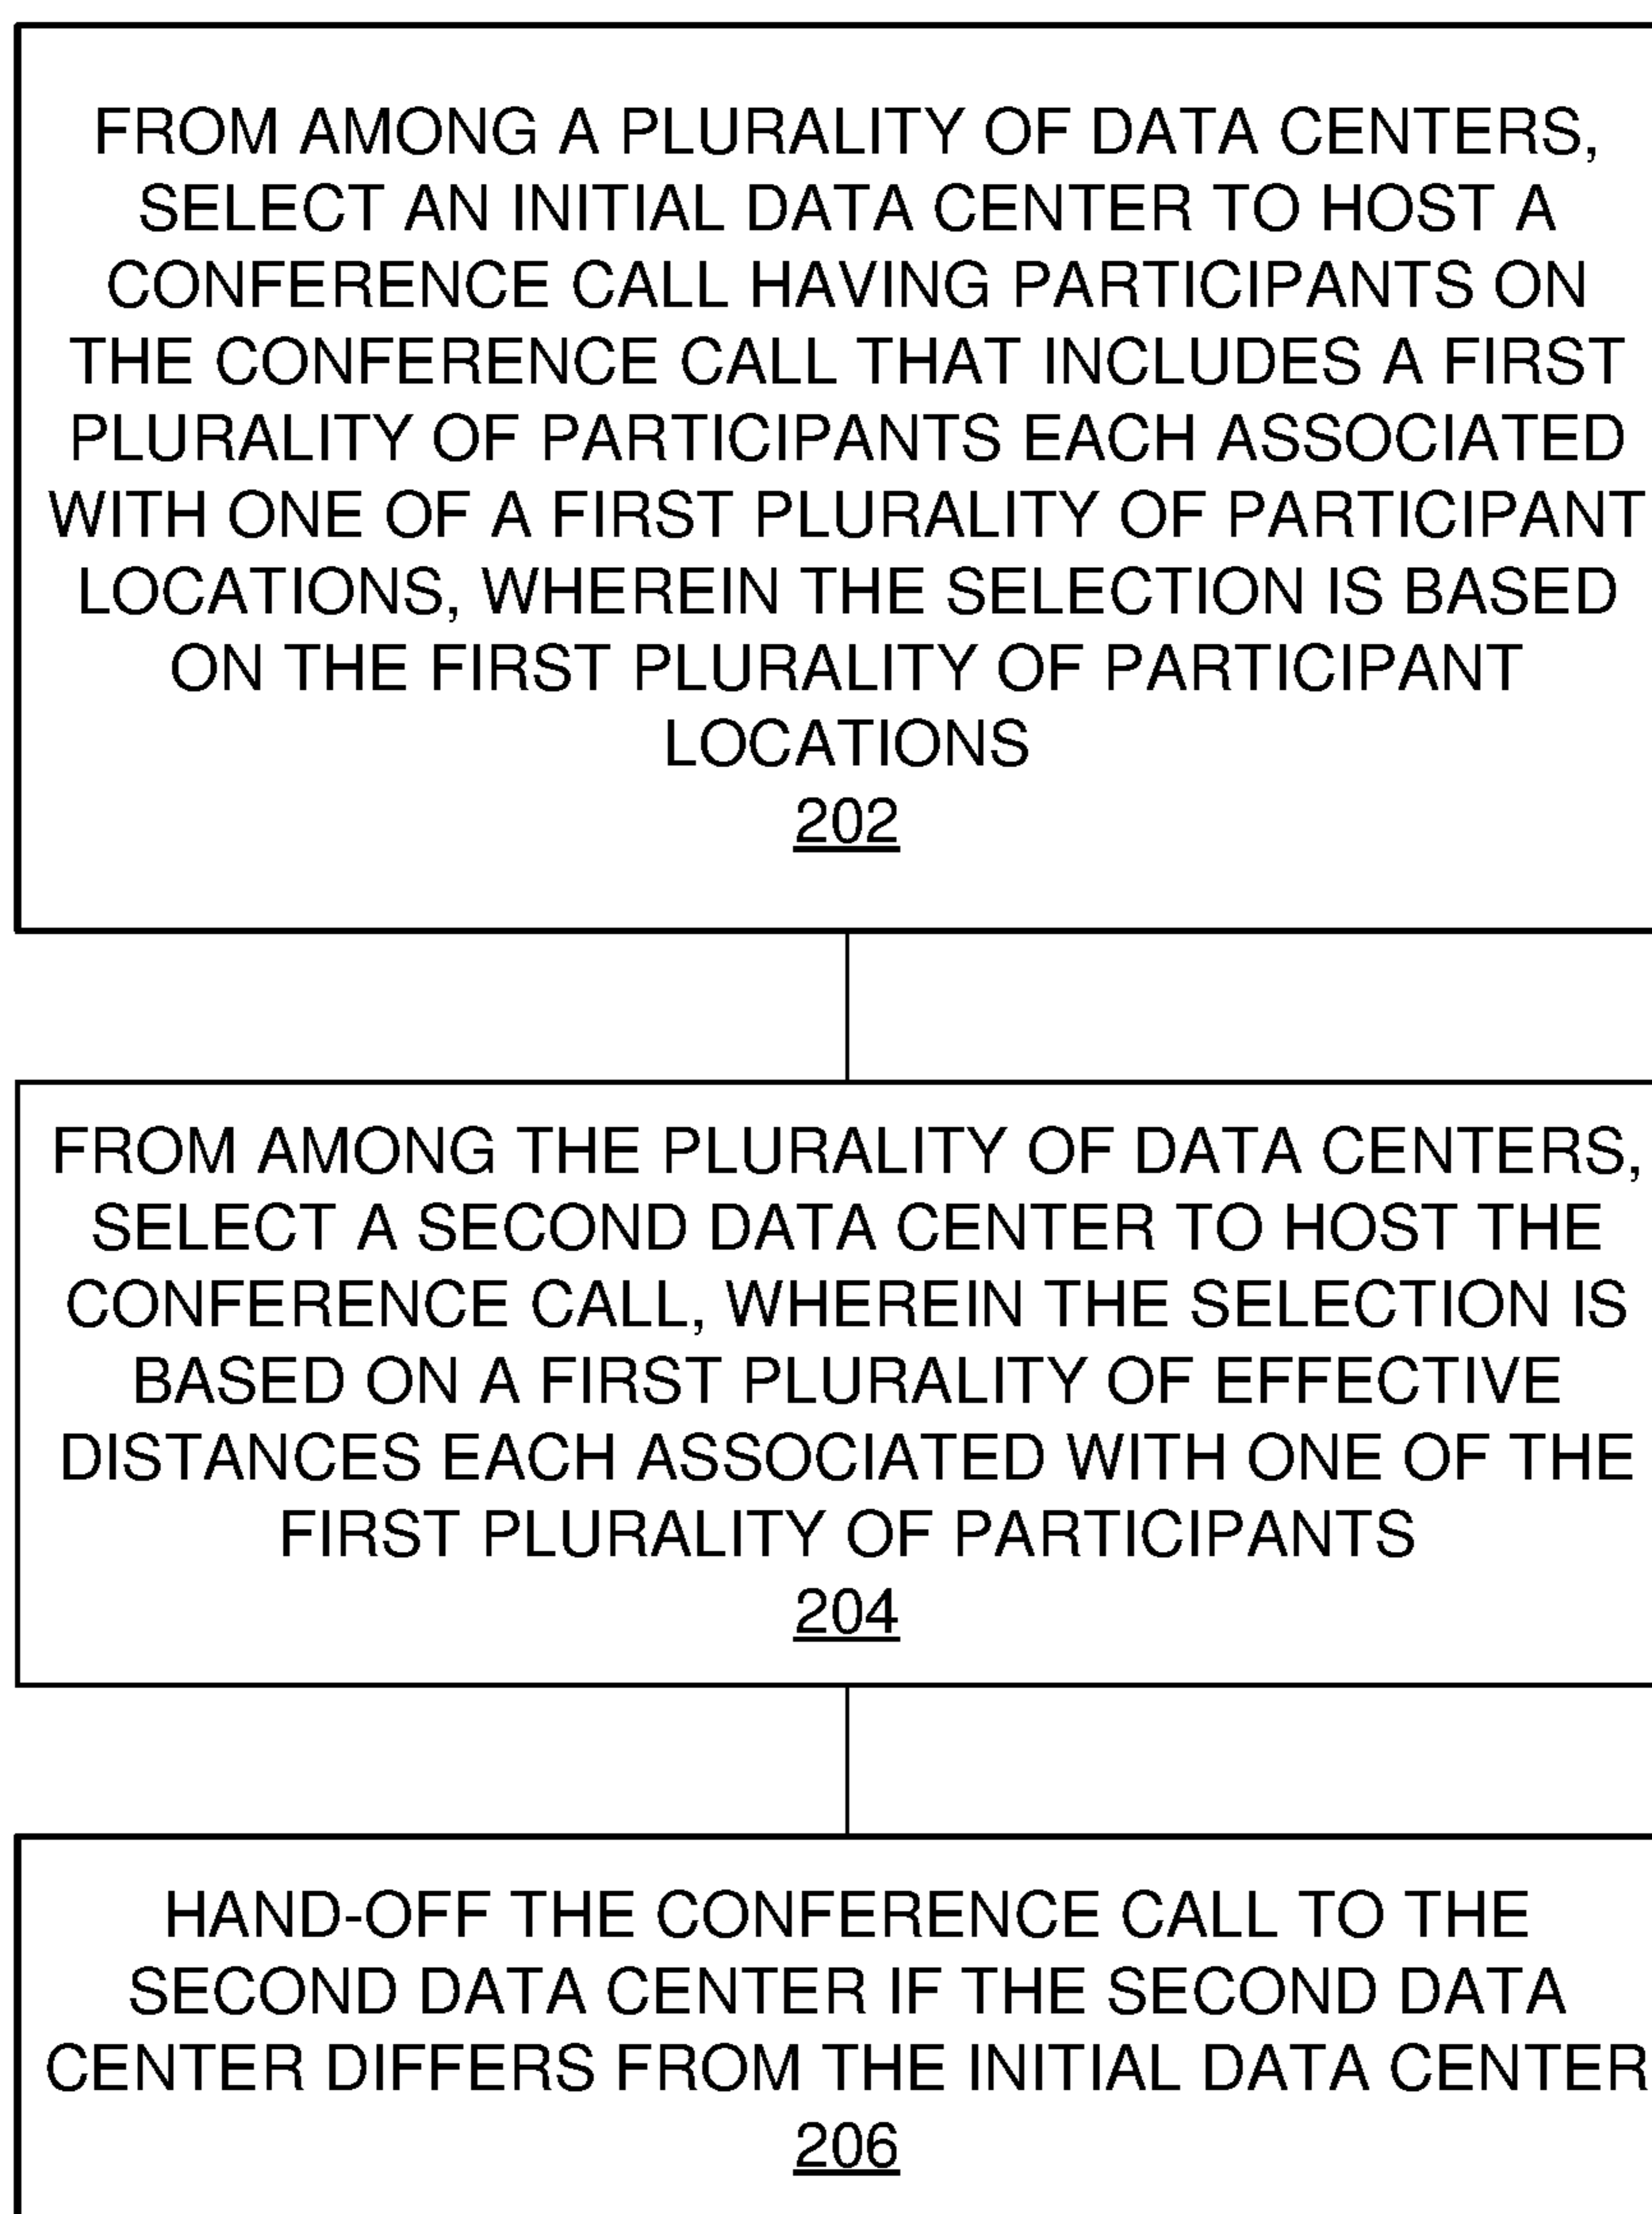 FROM AMONG A PLURALITY OF DATA CENTERS,
SELECT AN INITIAL DATA CENTER TO HOST A
CONFERENCE CALL HAVING PARTICIPANTS ON
THE CONFERENCE CALL THAT INCLUDES A FIRST
PLURALITY OF PARTICIPANTS EACH ASSOCIATED
WITH ONE OF A FIRST PLURALITY OF PARTICIPANT
LOCATIONS, WHEREIN THE SELECTION IS BASED
ON THE FIRST PLURALITY OF PARTICIPANT
LOCATIONS
202
FROM AMONG THE PLURALITY OF DATA CENTERS,
SELECT A SECOND DATA CENTER TO HOST THE
CONFERENCE CALL, WHEREIN THE SELECTION IS
BASED ON A FIRST PLURALITY OF EFFECTIVE
DISTANCES EACH ASSOCIATED WITH ONE OF THE
FIRST PLURALITY OF PARTICIPANTS
204
HAND-OFF THE CONFERENCE CALL TO THE
SECOND DATA CENTER IF THE SECOND DATA
CENTER DIFFERS FROM THE INITIAL DATA CENTER
206